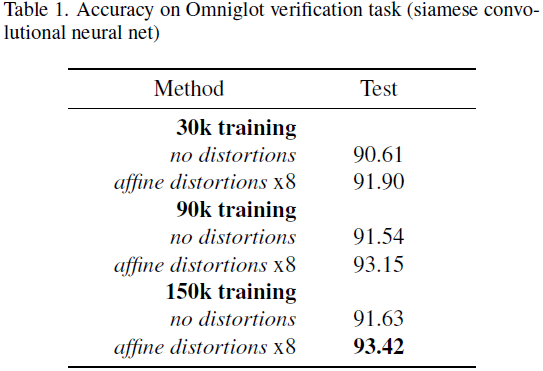 Table 1. Accuracy on Omniglot verification task (siamese convo-
lutional neural net)
Method Test
30k training
no distortions 90.61
affine distortions x8 91.90
90k training
no distortions 91.54
affine distortions x8 93.15
150k training
no distortions 91.63
affine distortions x8 93.42